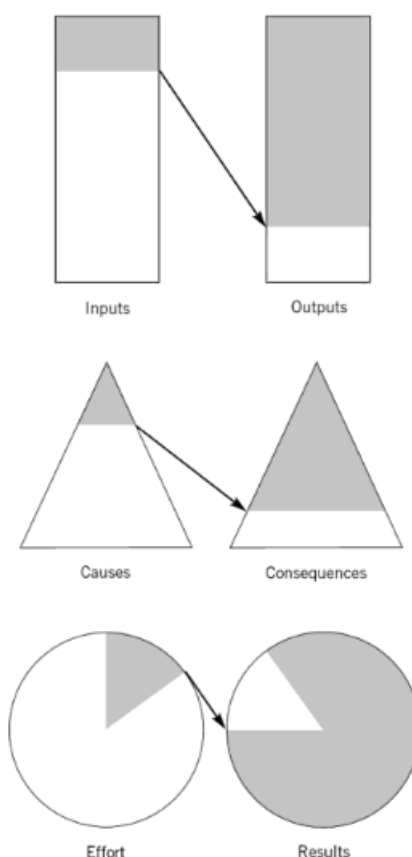 Inputs
Outputs
Causes
Consequences
Effort
Results